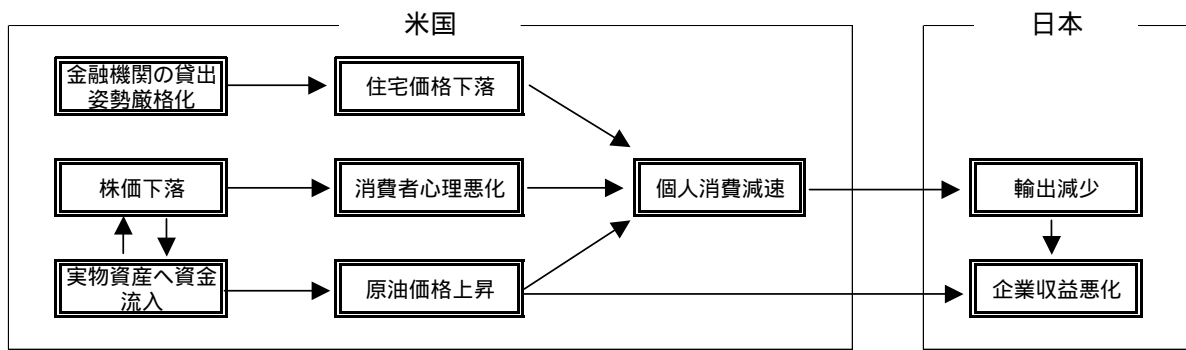 米国
日本
金融機関の貸出
姿勢厳格化
住宅価格下落
株価下落
消費者心理悪化
個人消費減速
輸出減少
実物資産へ資金
流入
原油価格上昇
企業収益悪化